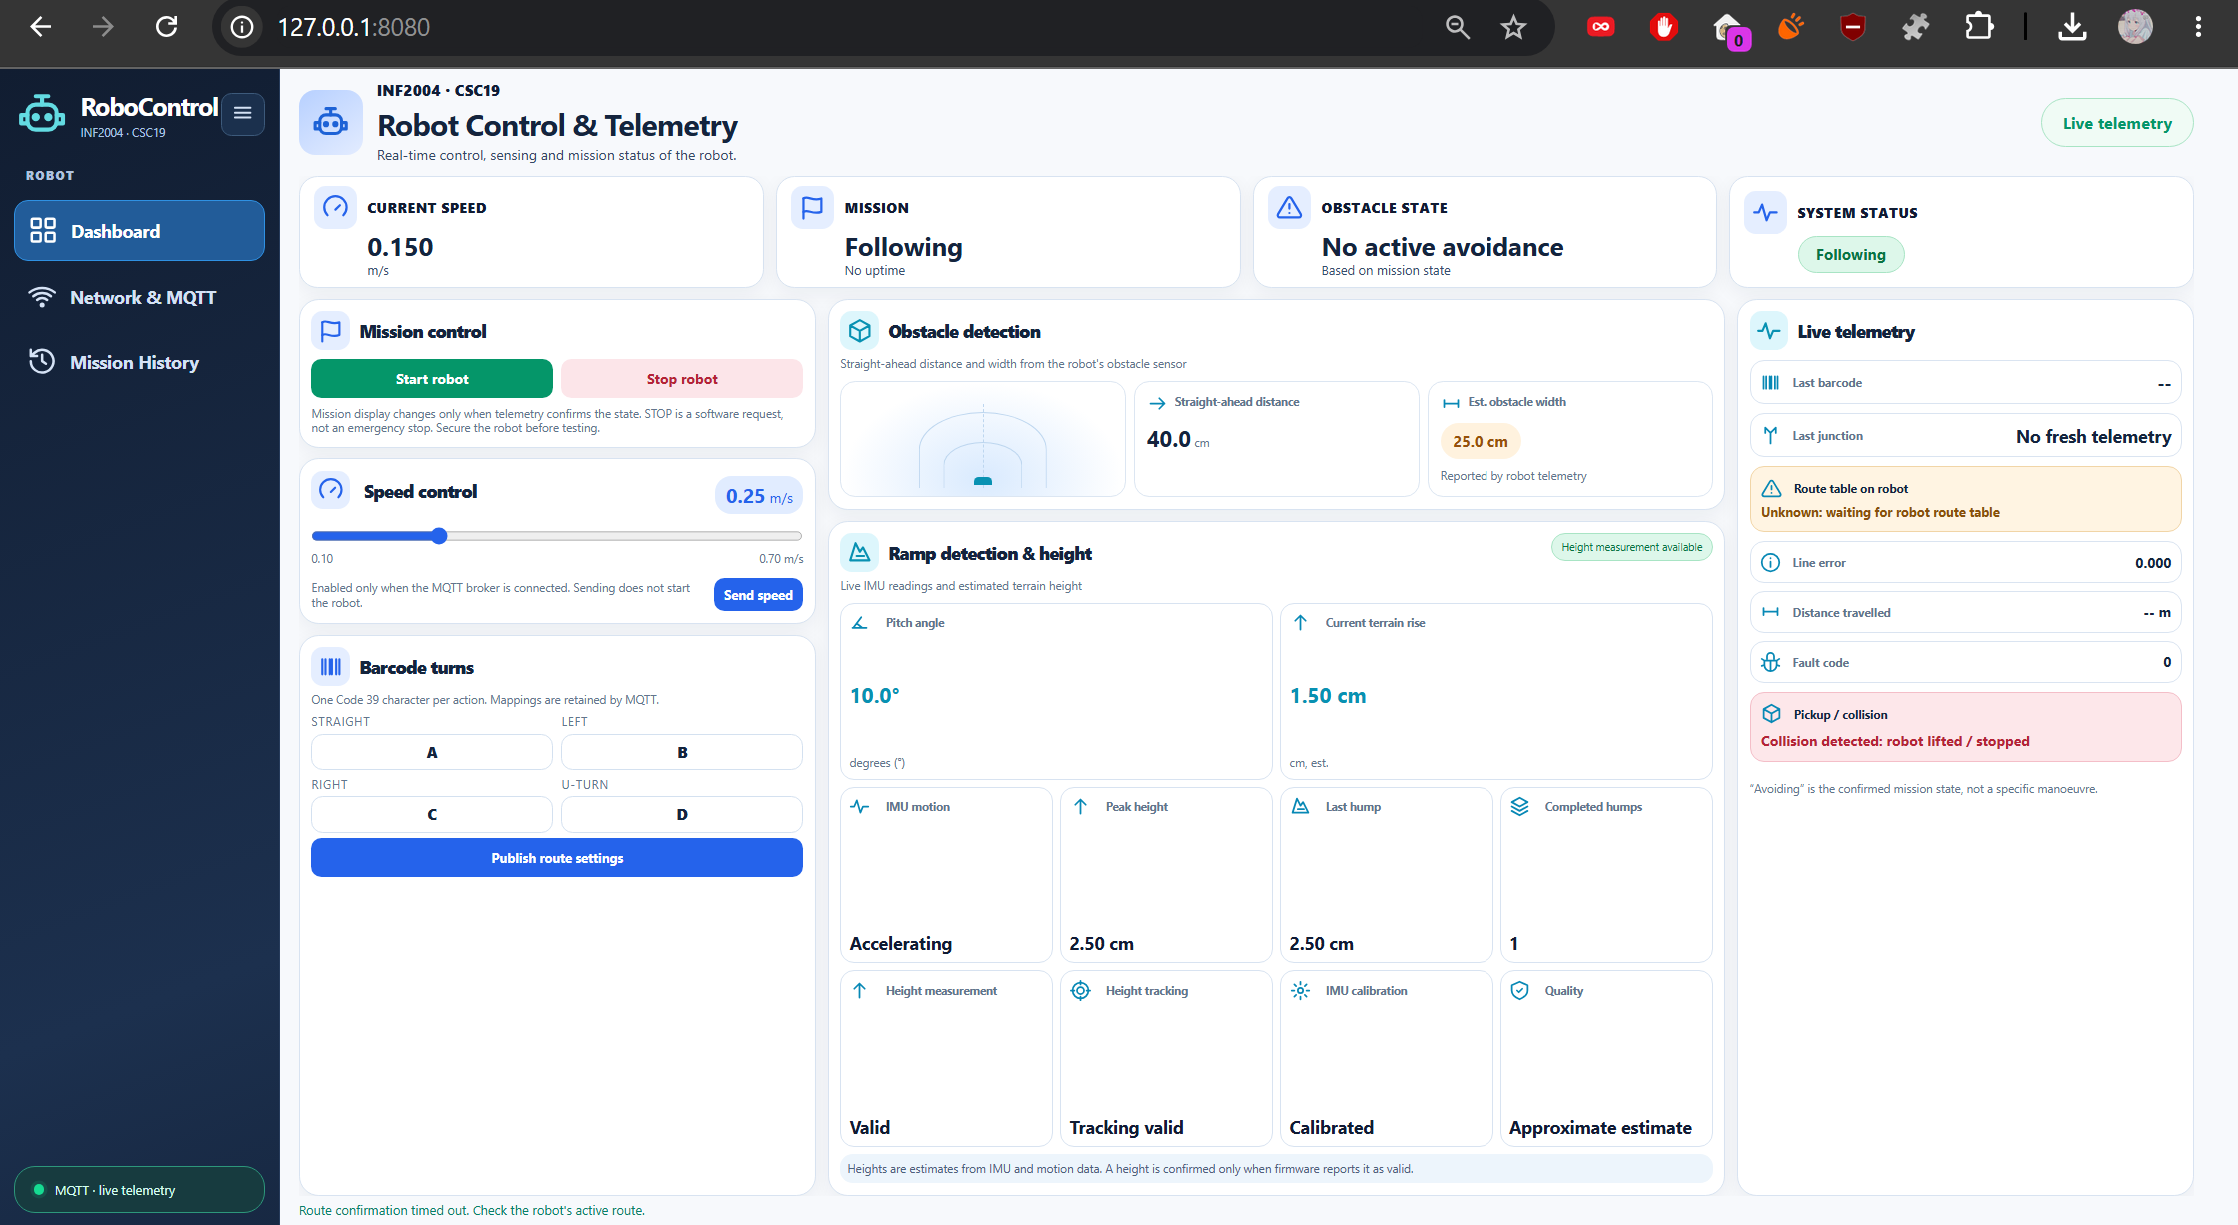 127.0.0.1:8080
0
RoboControl
INF2004 · CSC19
ROBOT
Dashboard
Network & MQTT
Mission History
MQTT · live telemetry
INF2004 · CSC19
Robot Control & Telemetry
Real-time control, sensing and mission status of the robot.
Live telemetry
CURRENT SPEED
0.150
m/s
MISSION
Following
No uptime
OBSTACLE STATE
No active avoidance
Based on mission state
SYSTEM STATUS
Following
Mission control
Start robot
Stop robot
Mission display changes only when telemetry confirms the state. STOP is a software request,
not an emergency stop. Secure the robot before testing.
Speed control
0.25 m/s
0.10
0.70 m/s
Enabled only when the MQTT broker is connected. Sending does not start
the robot.
Send speed
Barcode turns
One Code 39 character per action. Mappings are retained by MQTT.
STRAIGHT
LEFT
A
B
RIGHT
U-TURN
C
D
Publish route settings
Obstacle detection
Straight-ahead distance and width from the robot's obstacle sensor
Straight-ahead distance
40.0 cm
Est. obstacle width
25.0 cm
Reported by robot telemetry
Ramp detection & height
Height measurement available
Live IMU readings and estimated terrain height
Pitch angle
10.0°
degrees (°)
Current terrain rise
1.50 cm
cm, est.
IMU motion
Accelerating
Peak height
2.50 cm
Last hump
2.50 cm
Completed humps
1
Height measurement
Valid
Height tracking
Tracking valid
IMU calibration
Calibrated
Quality
Approximate estimate
Heights are estimates from IMU and motion data. A height is confirmed only when firmware reports it as valid.
Live telemetry
Last barcode
--
Last junction
No fresh telemetry
Route table on robot
Unknown: waiting for robot route table
Line error
0.000
Distance travelled
-- m
Fault code
0
Pickup / collision
Collision detected: robot lifted / stopped
"Avoiding" is the confirmed mission state, not a specific manoeuvre.
Route confirmation timed out. Check the robot's active route.